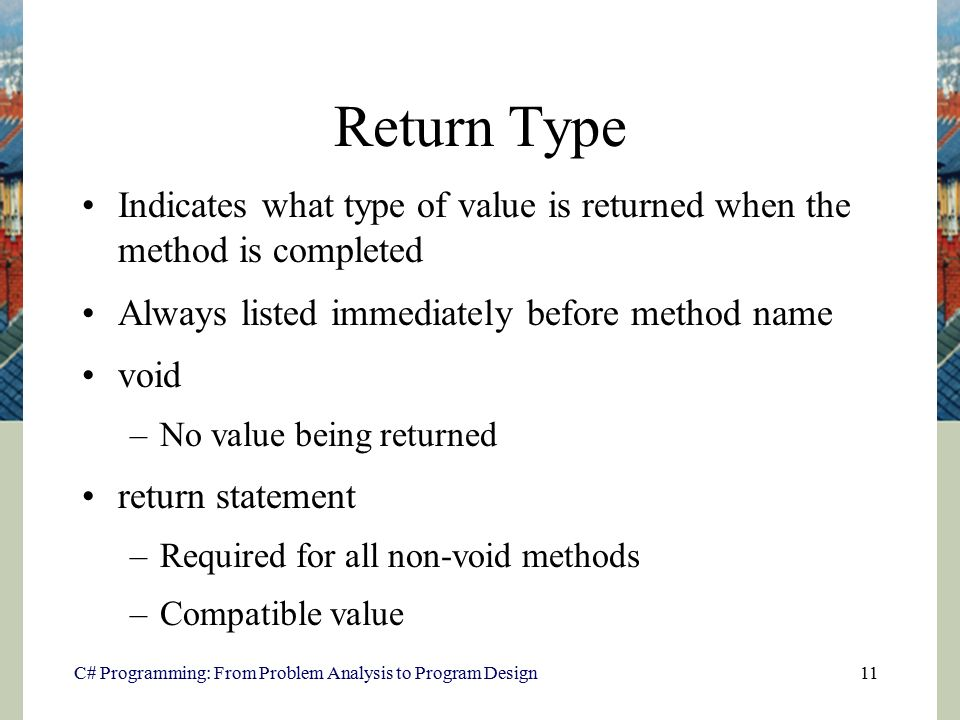 Return Type
• Indicates what type of value is returned when the
method is completed
• Always listed immediately before method name
• void
– No value being returned
• return statement
– Required for all non-void methods
– Compatible value
C# Programming: From Problem Analysis to Program Design 11